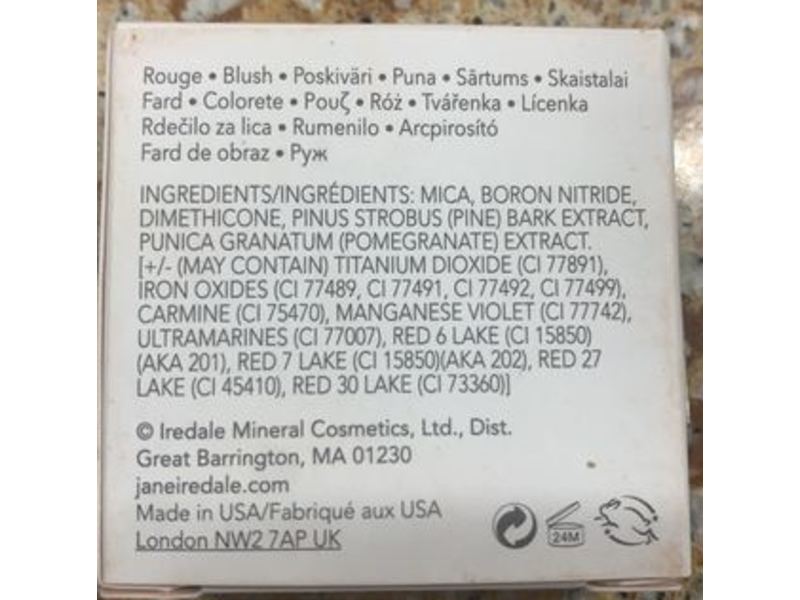 Rouge • Blush • Poskiväri • Puna • Sārtums • Skaistalai
Fard • Colorete • Ρουζ • Róż • Tvářenka • Lícenka
Rdečilo za lica • Rumenilo • Arcpirosító
Fard de obraz • Руж
INGREDIENTS/INGRÉDIENTS: MICA, BORON NITRIDE,
DIMETHICONE, PINUS STROBUS (PINE) BARK EXTRACT,
PUNICA GRANATUM (POMEGRANATE) EXTRACT.
[+/- (MAY CONTAIN) TITANIUM DIOXIDE (CI 77891),
IRON OXIDES (CI 77489, CI 77491, CI 77492, CI 77499),
CARMINE (CI 75470), MANGANESE VIOLET (CI 77742),
ULTRAMARINES (CI 77007), RED 6 LAKE (CI 15850)
(AKA 201), RED 7 LAKE (CI 15850)(AKA 202), RED 27
LAKE (CI 45410), RED 30 LAKE (CI 73360)]
© Iredale Mineral Cosmetics, Ltd., Dist.
Great Barrington, MA 01230
janeiredale.com
Made in USA/Fabriqué aux USA
London NW2 7AP UK
24M